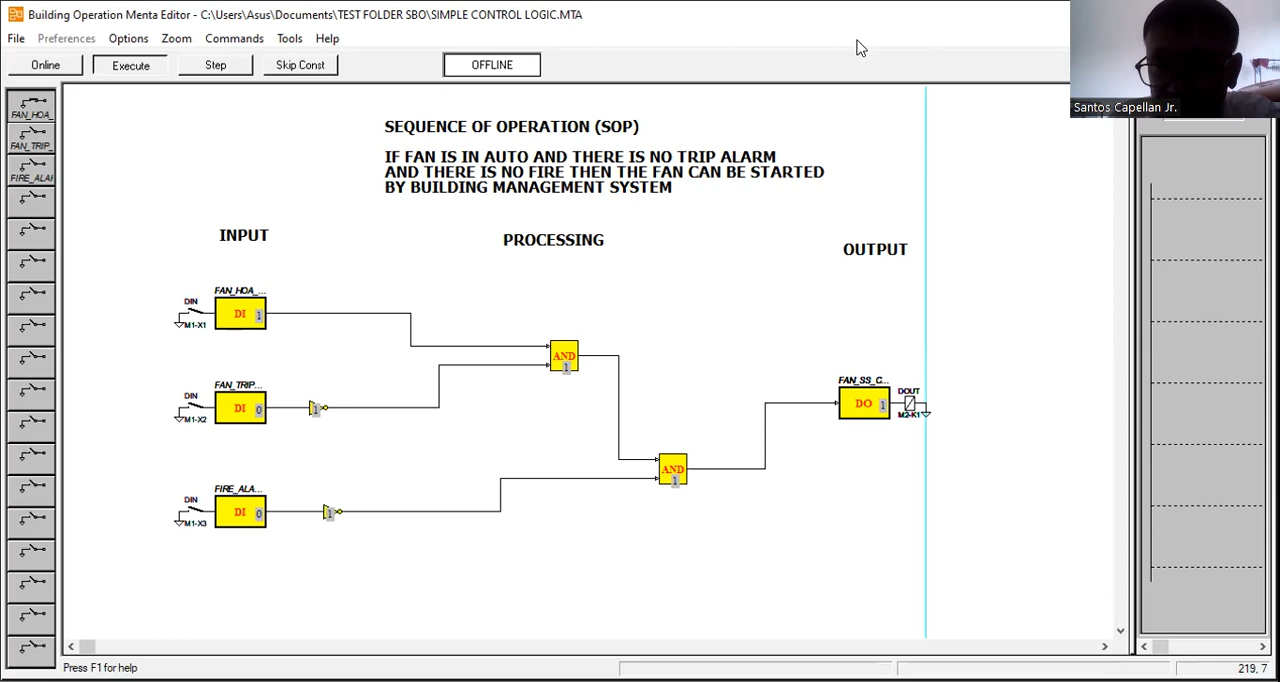 Building Operation Menta Editor - C:\Users\Asus\Documents\TEST FOLDER SBO\SIMPLE CONTROL LOGIC.MTA
File Preferences Options Zoom Commands Tools Help
Online Execute Step Skip Const OFFLINE
Santos Capellan Jr.
FAN_HOA_
FAN_TRIP_
FIRE_ALAI
SEQUENCE OF OPERATION (SOP)
IF FAN IS IN AUTO AND THERE IS NO TRIP ALARM
AND THERE IS NO FIRE THEN THE FAN CAN BE STARTED
BY BUILDING MANAGEMENT SYSTEM
INPUT PROCESSING OUTPUT
FAN_HOA_...
DIN
DI 1
M1-X1
AND
1
FAN_TRIP...
DIN
DI 0
M1-X2
1
FAN_SS_C...
DOUT
DO 1
M2-K1
AND
1
FIRE_ALA...
DIN
DI 0
M1-X3
1
Press F1 for help
219, 7